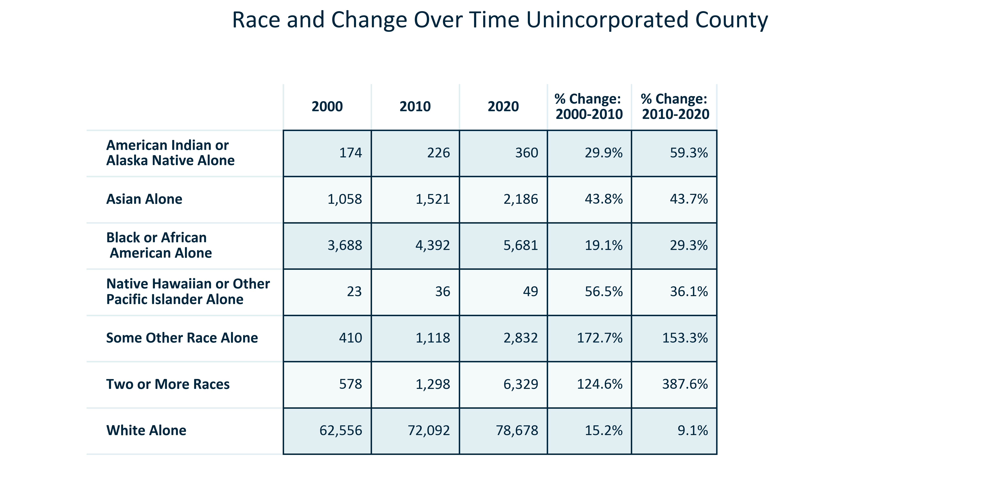 Race and Change Over Time Unincorporated County
2000 2010 2020 % Change: 2000-2010 % Change: 2010-2020
American Indian or
Alaska Native Alone 174 226 360 29.9% 59.3%
Asian Alone 1,058 1,521 2,186 43.8% 43.7%
Black or African
American Alone 3,688 4,392 5,681 19.1% 29.3%
Native Hawaiian or Other
Pacific Islander Alone 23 36 49 56.5% 36.1%
Some Other Race Alone 410 1,118 2,832 172.7% 153.3%
Two or More Races 578 1,298 6,329 124.6% 387.6%
White Alone 62,556 72,092 78,678 15.2% 9.1%